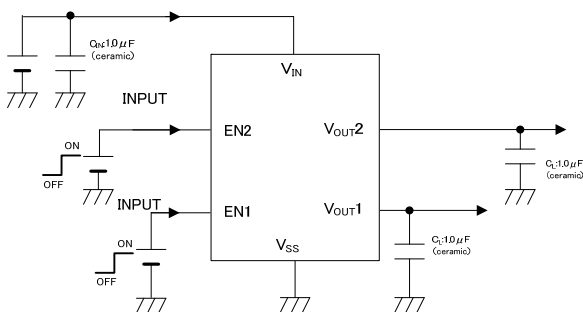 CIN:1.0μF
(ceramic)
VIN
INPUT
EN2
VOUT2
ON
OFF
CL:1.0μF
(ceramic)
INPUT
EN1
VOUT1
ON
OFF
VSS
CL:1.0μF
(ceramic)